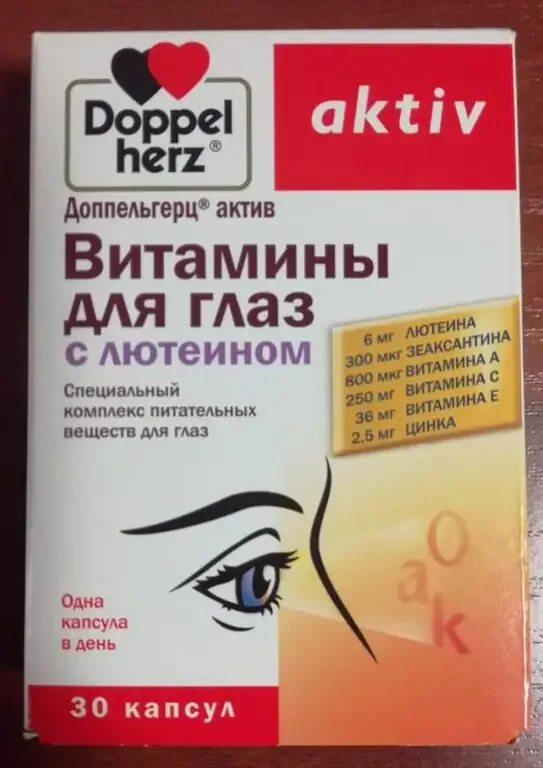 Doppel
herz®
aktiv
Доппельгерц® актив
Витамины
для глаз
с лютеином
Специальный
комплекс питательных
веществ для глаз
6 мг ЛЮТЕИНА
300 мкг ЗЕАКСАНТИНА
800 мкг ВИТАМИНА А
250 мг ВИТАМИНА С
36 мг ВИТАМИНА Е
2,5 мг ЦИНКА
О
a
k
Одна
капсула
в день
30 капсул